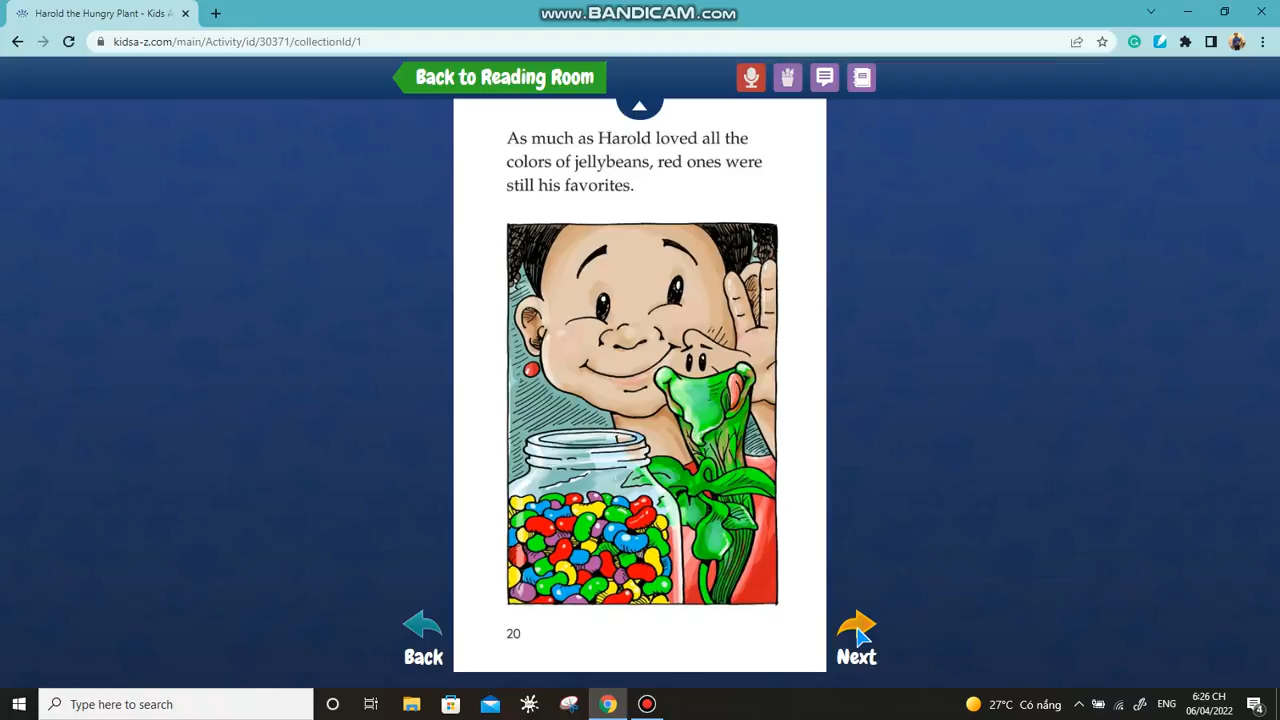 www.BANDICAM.com
Harold the Hungry Plant - Kids A
kidsa-z.com/main/Activity/id/30371/collectionId/1
Back to Reading Room
As much as Harold loved all the
colors of jellybeans, red ones were
still his favorites.
20
Back
Next
Type here to search
27°C Có nắng
ENG
6:26 CH
06/04/2022
4